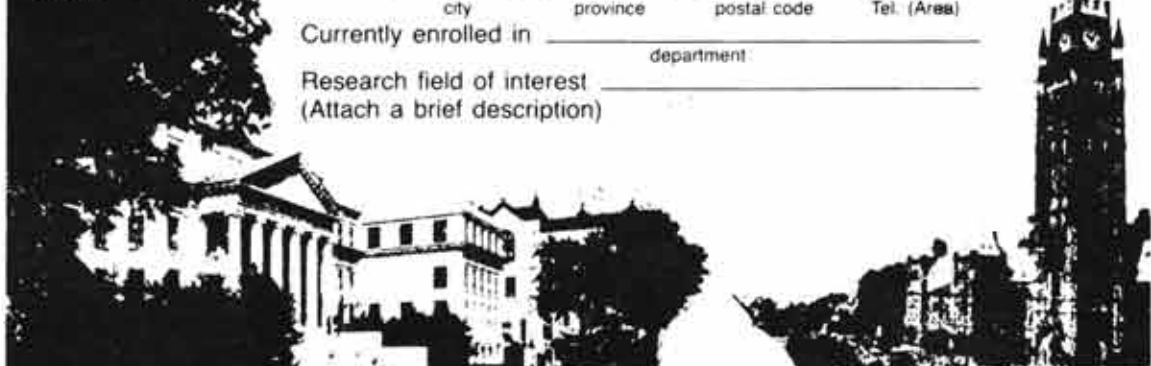 city province postal code Tel. (Area)
Currently enrolled in
department
Research field of interest
(Attach a brief description)